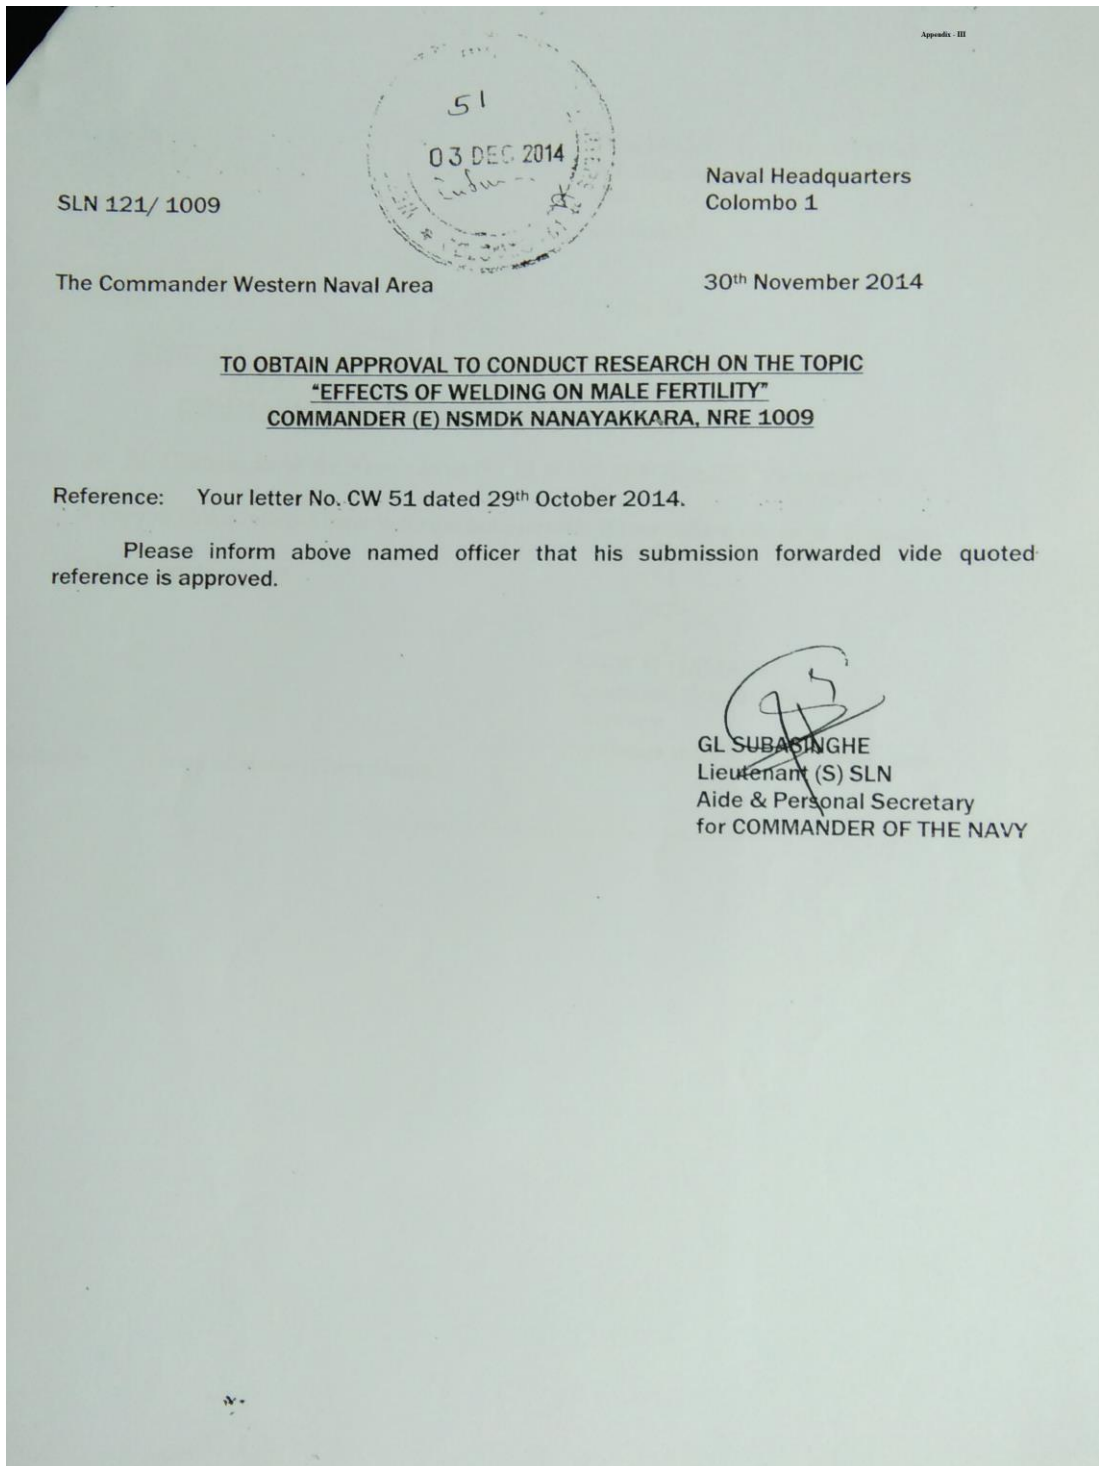 Appendix - III
51
03 DEC 2014
Naval Headquarters
SLN 121/ 1009
Colombo 1
The Commander Western Naval Area
30th November 2014
TO OBTAIN APPROVAL TO CONDUCT RESEARCH ON THE TOPIC
“EFFECTS OF WELDING ON MALE FERTILITY”
COMMANDER (E) NSMDK NANAYAKKARA, NRE 1009
Reference: Your letter No. CW 51 dated 29th October 2014.
Please inform above named officer that his submission forwarded vide quoted
reference is approved.
GL SUBASINGHE
Lieutenant (S) SLN
Aide & Personal Secretary
for COMMANDER OF THE NAVY